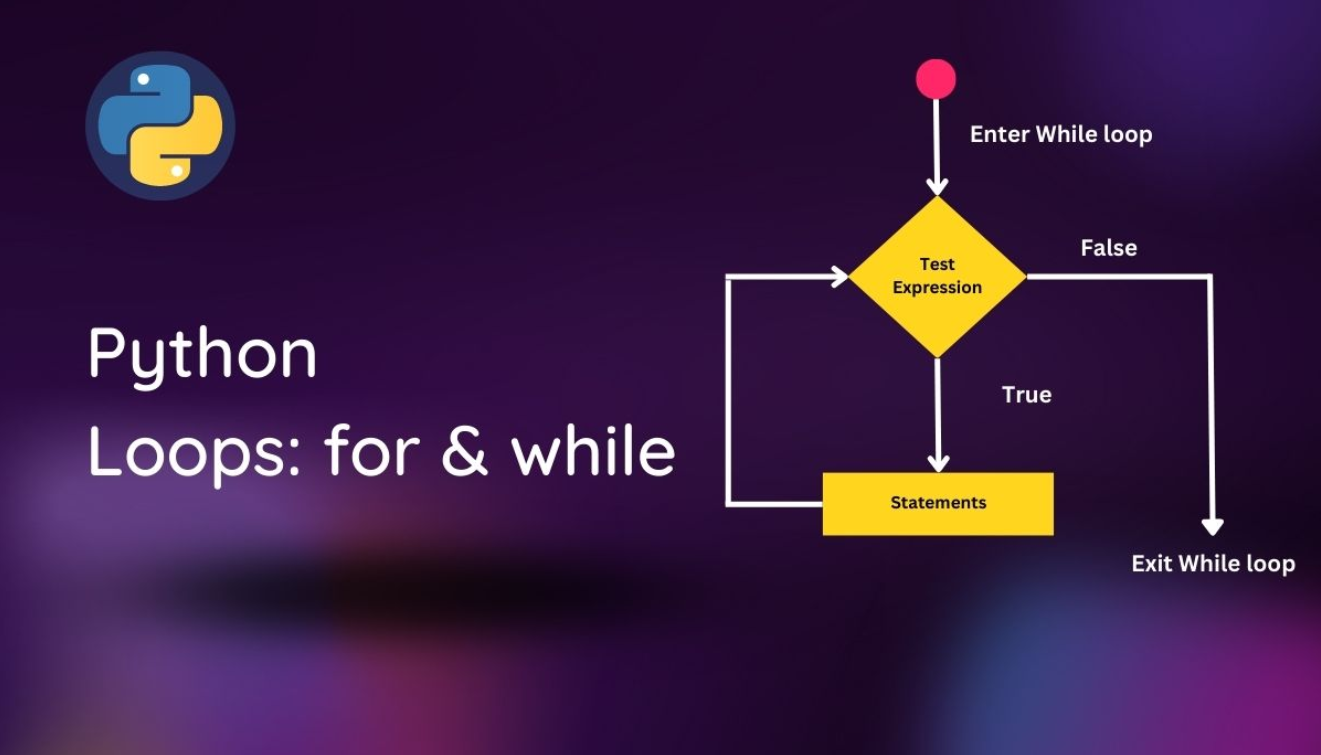 Python
Loops: for & while
Enter While loop
Test
Expression
False
True
Statements
Exit While loop